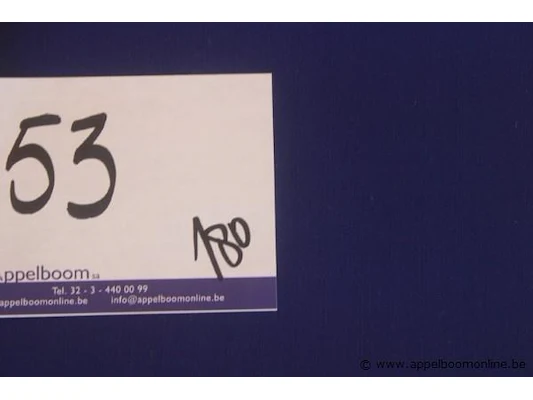 53
180
Appelboom sa
Tel. 32 - 3 - 440 00 99
appelboomonline.be info@appelboomonline.be
© www.appelboomonline.be